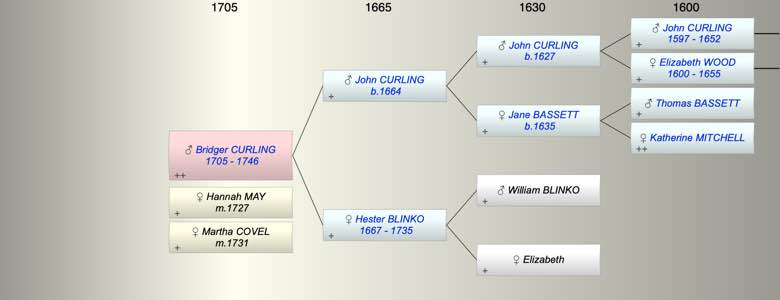 1705 1665 1630 1600
♂ John CURLING
1597 - 1652
+
♂ John CURLING
b.1627
+
♀ Elizabeth WOOD
1600 - 1655
+
♂ John CURLING
b.1664
+
♂ Thomas BASSETT
+
♀ Jane BASSETT
b.1635
+
♀ Katherine MITCHELL
++
♂ Bridger CURLING
1705 - 1746
++
♀ Hannah MAY
m.1727
+
♂ William BLINKO
+
♀ Hester BLINKO
1667 - 1735
+
♀ Martha COVEL
m.1731
+
♀ Elizabeth
+